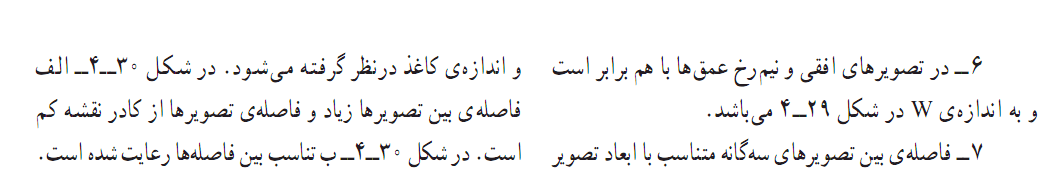 ۶ــ در تصویرهای افقی و نیم‌رخ عمق‌ها با هم برابر است
و به اندازه‌ی W در شکل ۲۹ــ۴ می‌باشد.
۷ــ فاصله‌ی بین تصویرهای سه‌گانه متناسب با ابعاد تصویر
و اندازه‌ی کاغذ درنظر گرفته می‌شود. در شکل ۳۰ــ۴ــ الف
فاصله‌ی بین تصویرها زیاد و فاصله‌ی تصویرها از کادر نقشه کم
است. در شکل ۳۰ــ۴ــ ب تناسب بین فاصله‌ها رعایت شده است.